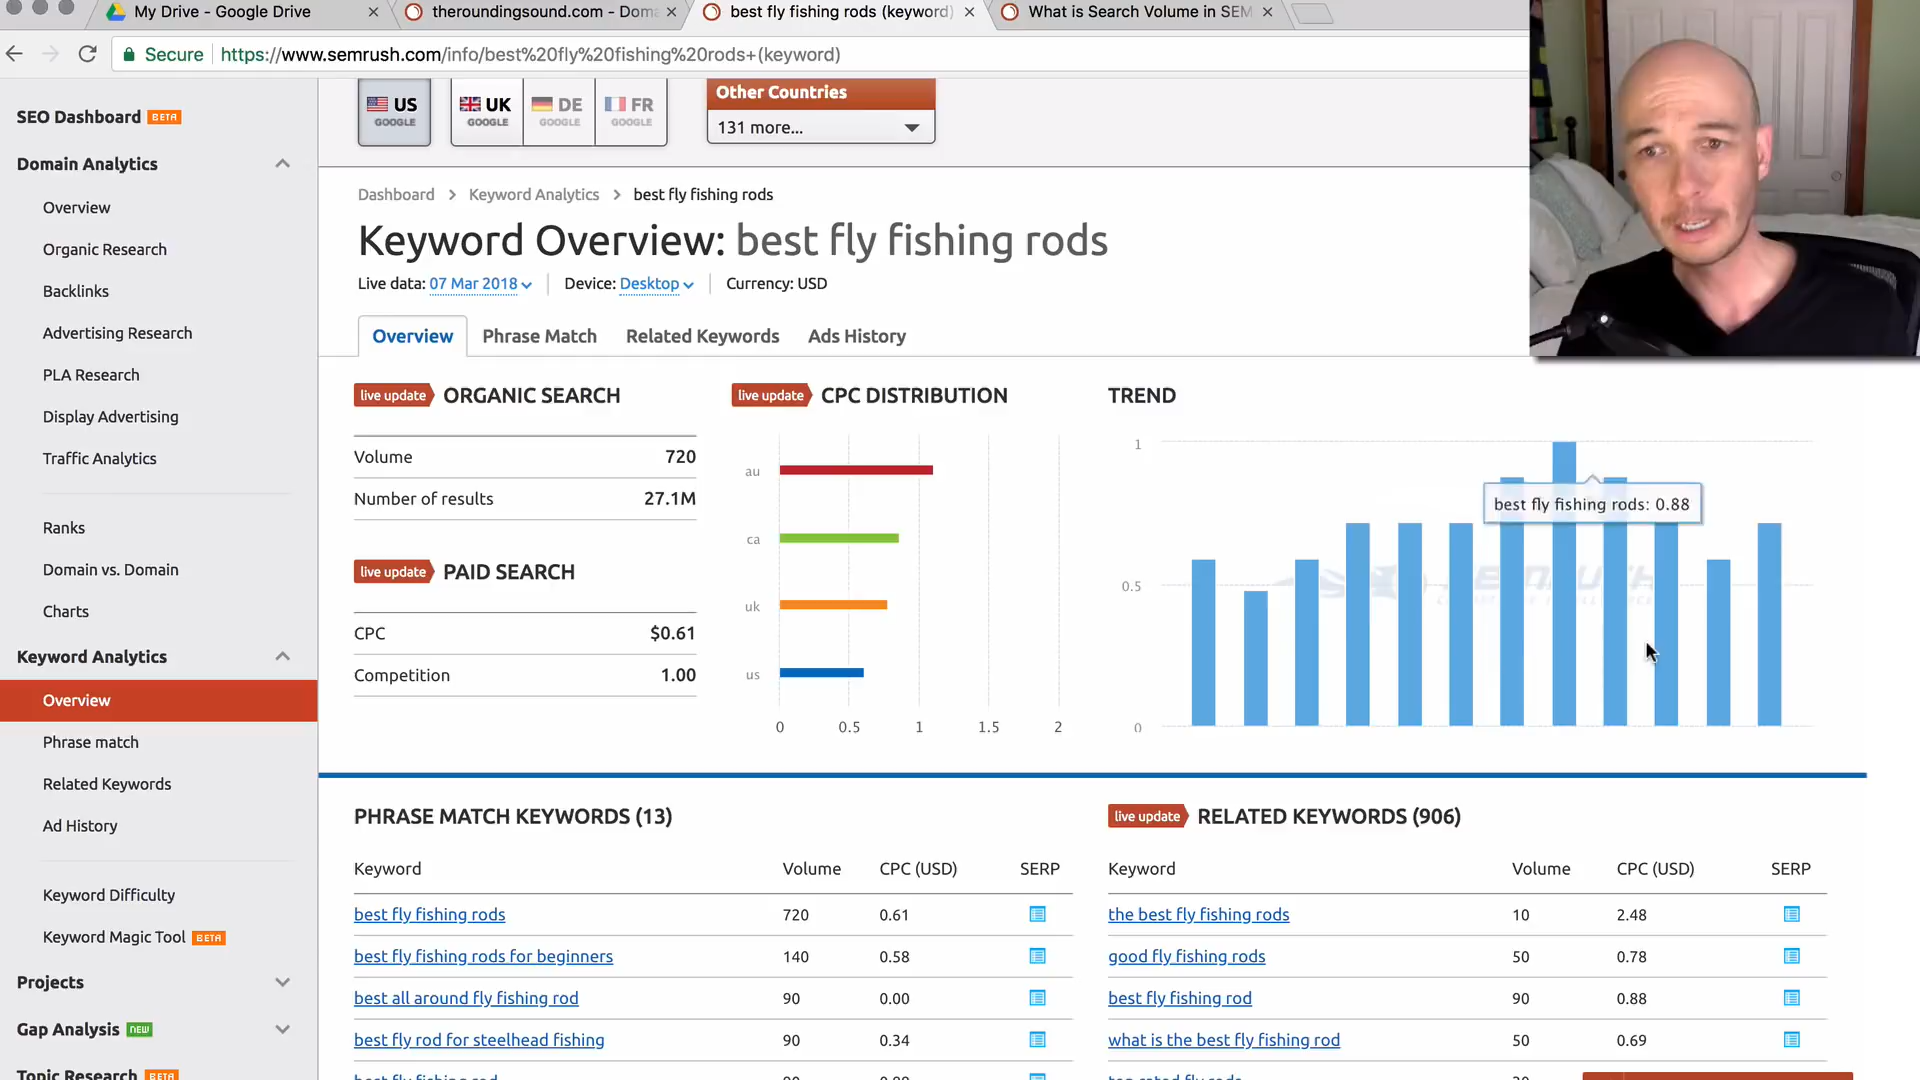 My Drive - Google Drive
theroundingsound.com - Doma
best fly fishing rods (keyword)
What is Search Volume in SEM
Secure
https://www.semrush.com/info/best%20fly%20fishing%20rods+(keyword)
SEO Dashboard BETA
Domain Analytics
Overview
Organic Research
Backlinks
Advertising Research
PLA Research
Display Advertising
Traffic Analytics
Ranks
Domain vs. Domain
Charts
Keyword Analytics
Overview
Phrase match
Related Keywords
Ad History
Keyword Difficulty
Keyword Magic Tool BETA
Projects
Gap Analysis NEW
Topic Research BETA
US GOOGLE
UK GOOGLE
DE GOOGLE
FR GOOGLE
Other Countries
131 more...
Dashboard > Keyword Analytics > best fly fishing rods
Keyword Overview: best fly fishing rods
Live data: 07 Mar 2018 Device: Desktop Currency: USD
Overview Phrase Match Related Keywords Ads History
live update ORGANIC SEARCH
Volume 720
Number of results 27.1M
live update PAID SEARCH
CPC $0.61
Competition 1.00
live update CPC DISTRIBUTION
au
ca
uk
us
0 0.5 1 1.5 2
TREND
1
best fly fishing rods: 0.88
0.5
0
PHRASE MATCH KEYWORDS (13)
Keyword Volume CPC (USD) SERP
best fly fishing rods 720 0.61
best fly fishing rods for beginners 140 0.58
best all around fly fishing rod 90 0.00
best fly rod for steelhead fishing 90 0.34
best fly fishing rod
live update RELATED KEYWORDS (906)
Keyword Volume CPC (USD) SERP
the best fly fishing rods 10 2.48
good fly fishing rods 50 0.78
best fly fishing rod 90 0.88
what is the best fly fishing rod 50 0.69
top rated fly rods